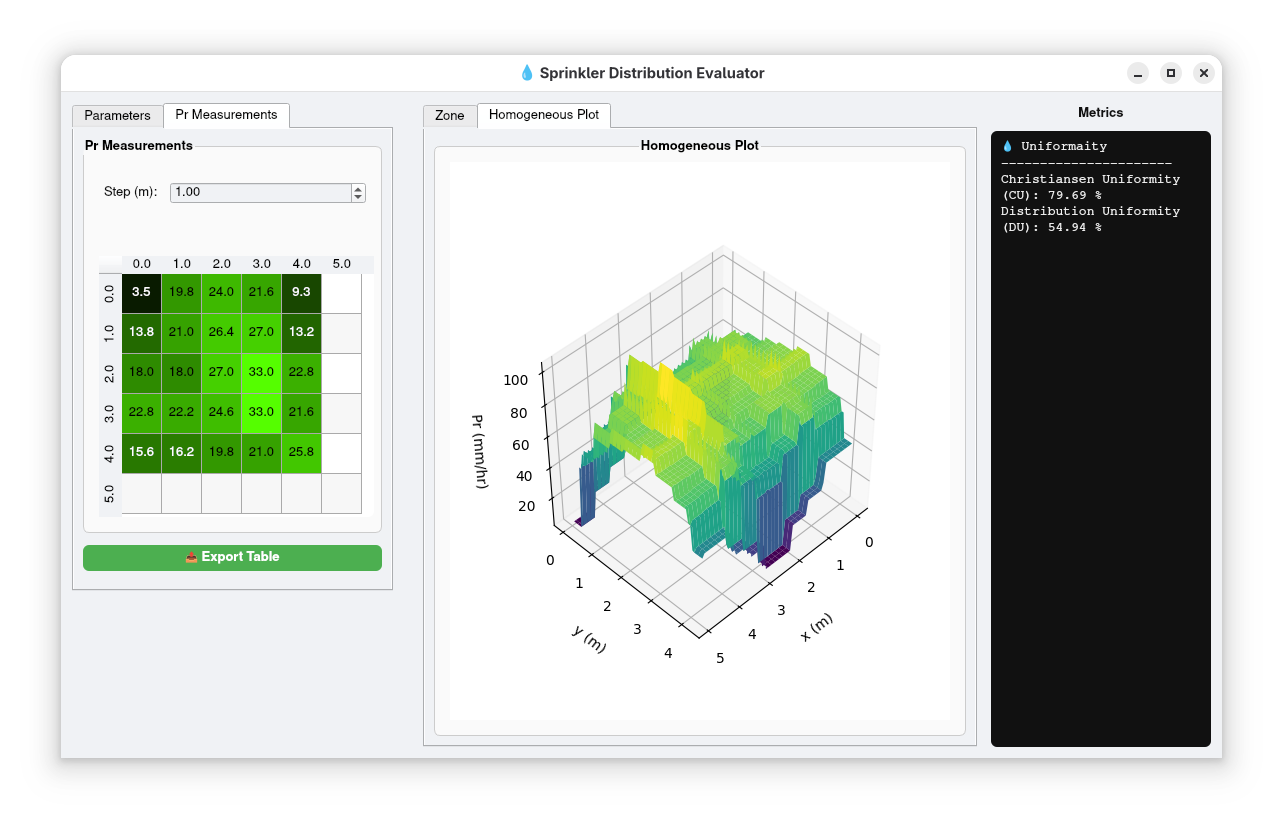 💧 Sprinkler Distribution Evaluator
Parameters
Pr Measurements
Pr Measurements
Step (m):
1.00
0.0 1.0 2.0 3.0 4.0 5.0
0.0 3.5 19.8 24.0 21.6 9.3
1.0 13.8 21.0 26.4 27.0 13.2
2.0 18.0 18.0 27.0 33.0 22.8
3.0 22.8 22.2 24.6 33.0 21.6
4.0 15.6 16.2 19.8 21.0 25.8
5.0
📤 Export Table
Zone
Homogeneous Plot
Homogeneous Plot
Pr (mm/hr)
100
80
60
40
20
0
1
2
3
4
y (m)
0
1
2
3
4
5
x (m)
Metrics
💧 Uniformaity
----------------------
Christiansen Uniformity
(CU): 79.69 %
Distribution Uniformity
(DU): 54.94 %